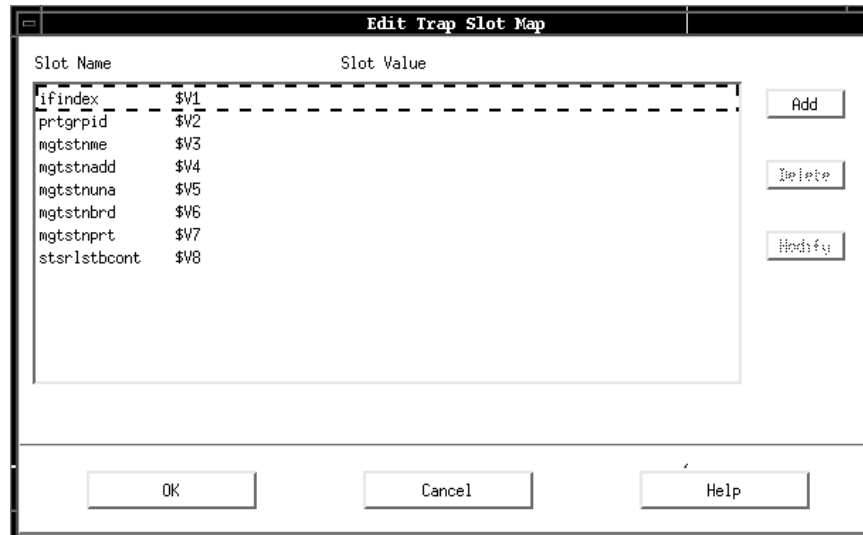 Edit Trap Slot Map
Slot Name Slot Value
ifindex $V1
prtgrpid $V2
mgtstnme $V3
mgtstnadd $V4
mgtstnuna $V5
mgtstnbrd $V6
mgtstnprt $V7
stsrlstbcont $V8
Add
Delete
Modify
OK Cancel Help